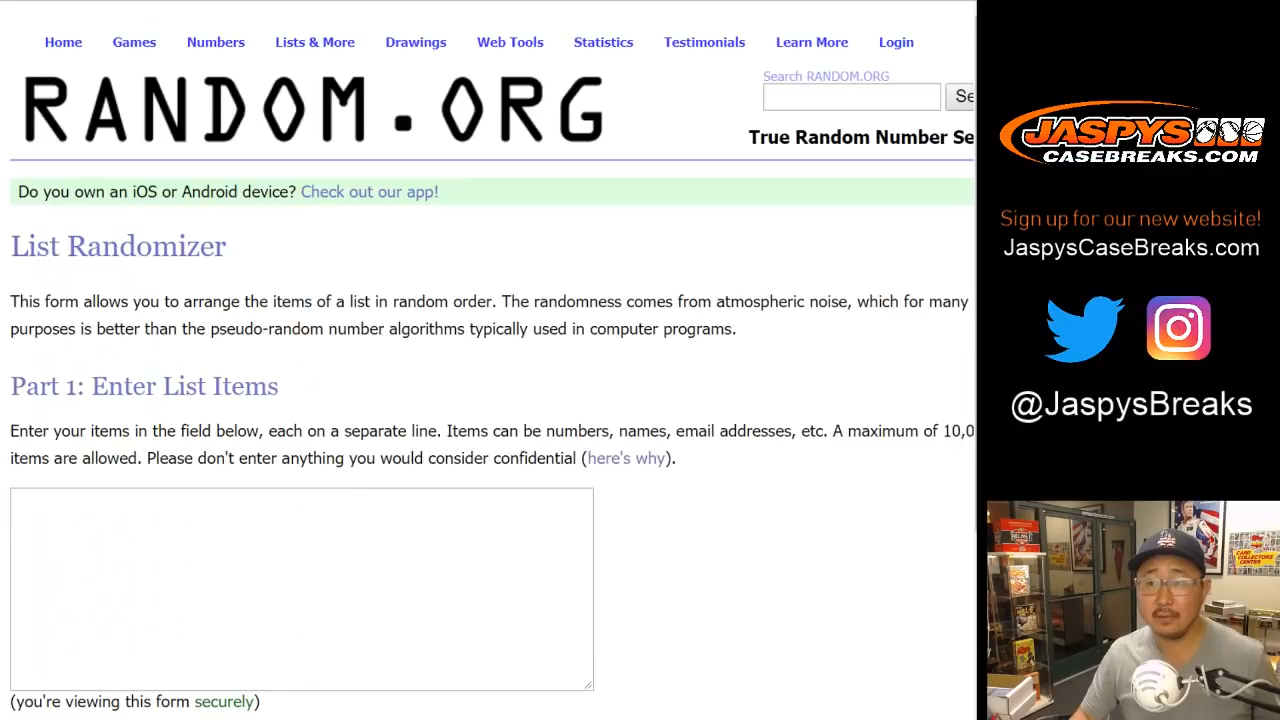 Home Games Numbers Lists & More Drawings Web Tools Statistics Testimonials Learn More Login
RANDOM.ORG
Search RANDOM.ORG
Se
True Random Number Se
Do you own an iOS or Android device? Check out our app!
List Randomizer
This form allows you to arrange the items of a list in random order. The randomness comes from atmospheric noise, which for many
purposes is better than the pseudo-random number algorithms typically used in computer programs.
Part 1: Enter List Items
Enter your items in the field below, each on a separate line. Items can be numbers, names, email addresses, etc. A maximum of 10,0
items are allowed. Please don't enter anything you would consider confidential (here's why).
(you're viewing this form securely)
JASPYS
CASEBREAKS.COM
Sign up for our new website!
JaspysCaseBreaks.com
@JaspysBreaks
CARD
COLLECTORS
CENTER